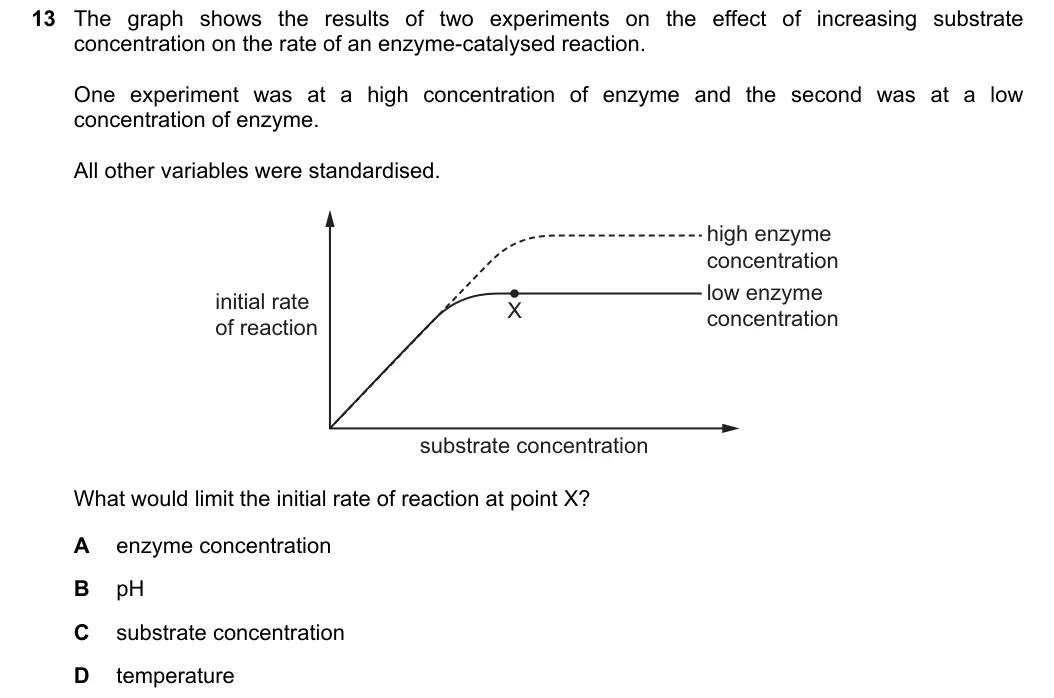 13 The graph shows the results of two experiments on the effect of increasing substrate
concentration on the rate of an enzyme-catalysed reaction.
One experiment was at a high concentration of enzyme and the second was at a low
concentration of enzyme.
All other variables were standardised.
high enzyme
concentration
low enzyme
concentration
initial rate
of reaction
X
substrate concentration
What would limit the initial rate of reaction at point X?
A enzyme concentration
B pH
C substrate concentration
D temperature